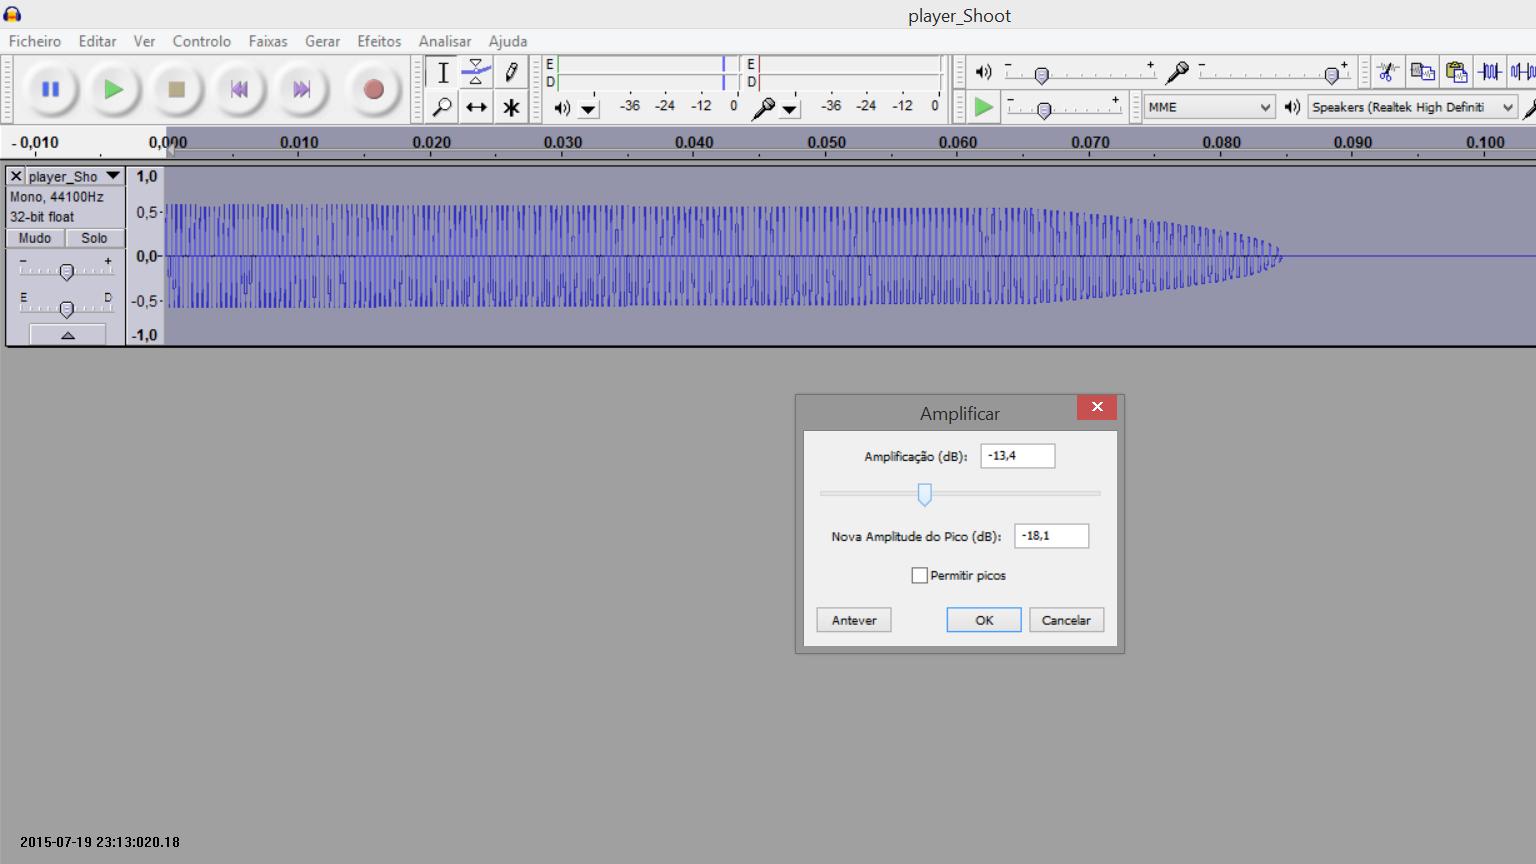 player_Shoot
Ficheiro Editar Ver Controlo Faixas Gerar Efeitos Analisar Ajuda
E E
D D
-36 -24 -12 0 -36 -24 -12 0
MME Speakers (Realtek High Definiti
- 0,010 0,000 0.010 0.020 0.030 0.040 0.050 0.060 0.070 0.080 0.090 0.100
player_Sho 1,0
Mono, 44100Hz
32-bit float 0,5
Mudo Solo
- + 0,0
E D -0,5
-1,0
Amplificar
Amplificação (dB): -13,4
Nova Amplitude do Pico (dB): -18,1
Permitir picos
Antever OK Cancelar
2015-07-19 23:13:020.18